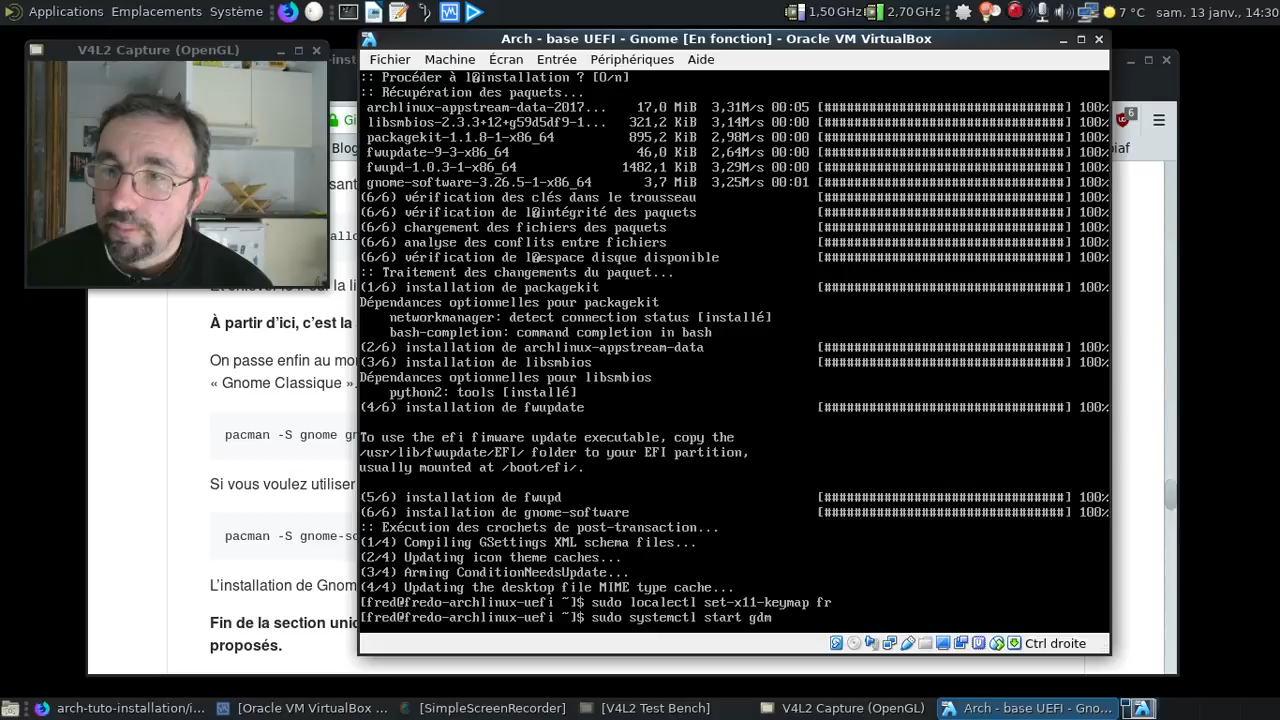 Applications Emplacements Système
1,50 GHz 2,70 GHz 7 °C sam. 13 janv., 14:30
V4L2 Capture (OpenGL)
Arch - base UEFI - Gnome [En fonction] - Oracle VM VirtualBox
Fichier Machine Écran Entrée Périphériques Aide
:: Procéder à l�installation ? [O/n]
:: Récupération des paquets...
archlinux-appstream-data-2017... 17,0 MiB 3,31M/s 00:05 [################################] 100%
libsmbios-2.3.3+12+g59d5df9-1... 321,2 KiB 3,14M/s 00:00 [################################] 100%
packagekit-1.1.8-1-x86_64 895,2 KiB 2,98M/s 00:00 [################################] 100%
fwupdate-9-3-x86_64 46,0 KiB 2,64M/s 00:00 [################################] 100%
fwupd-1.0.3-1-x86_64 1482,1 KiB 3,29M/s 00:00 [################################] 100%
gnome-software-3.26.5-1-x86_64 3,7 MiB 3,25M/s 00:01 [################################] 100%
(6/6) vérification des clés dans le trousseau [################################] 100%
(6/6) vérification de l�intégrité des paquets [################################] 100%
(6/6) chargement des fichiers des paquets [################################] 100%
(6/6) analyse des conflits entre fichiers [################################] 100%
(6/6) vérification de l�espace disque disponible [################################] 100%
:: Traitement des changements du paquet...
(1/6) installation de packagekit [################################] 100%
Dépendances optionnelles pour packagekit
networkmanager: detect connection status [installé]
bash-completion: command completion in bash
(2/6) installation de archlinux-appstream-data [################################] 100%
(3/6) installation de libsmbios [################################] 100%
Dépendances optionnelles pour libsmbios
python2: tools [installé]
(4/6) installation de fwupdate [################################] 100%
To use the efi fimware update executable, copy the
/usr/lib/fwupdate/EFI/ folder to your EFI partition,
usually mounted at /boot/efi/.
(5/6) installation de fwupd [################################] 100%
(6/6) installation de gnome-software [################################] 100%
:: Exécution des crochets de post-transaction...
(1/4) Compiling GSettings XML schema files...
(2/4) Updating icon theme caches...
(3/4) Arming ConditionNeedsUpdate...
(4/4) Updating the desktop file MIME type cache...
[fred@fredo-archlinux-uefi ~]$ sudo localectl set-x11-keymap fr
[fred@fredo-archlinux-uefi ~]$ sudo systemctl start gdm
Ctrl droite
À partir d’ici, c’est la
On passe enfin au mo
« Gnome Classique ».
pacman -S gnome gn
Si vous voulez utiliser
pacman -S gnome-so
L’installation de Gnome
Fin de la section uniq
proposés.
arch-tuto-installation/i... [Oracle VM VirtualBox ... [SimpleScreenRecorder] [V4L2 Test Bench] V4L2 Capture (OpenGL) Arch - base UEFI - Gno...